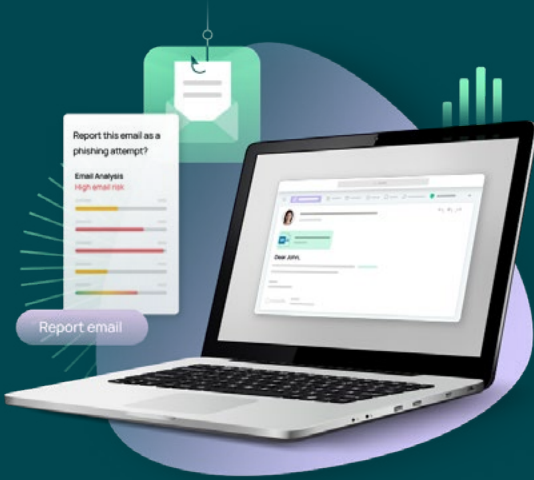 Report this email as a
phishing attempt?
Email Analysis
High email risk
Report email
Dear John,